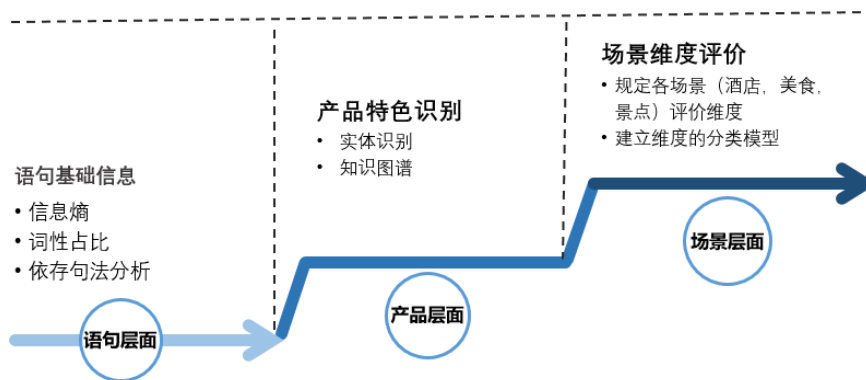 语句基础信息
• 信息熵
• 词性占比
• 依存句法分析
语句层面
产品特色识别
• 实体识别
• 知识图谱
产品层面
场景维度评价
• 规定各场景（酒店，美食，
景点）评价维度
• 建立维度的分类模型
场景层面